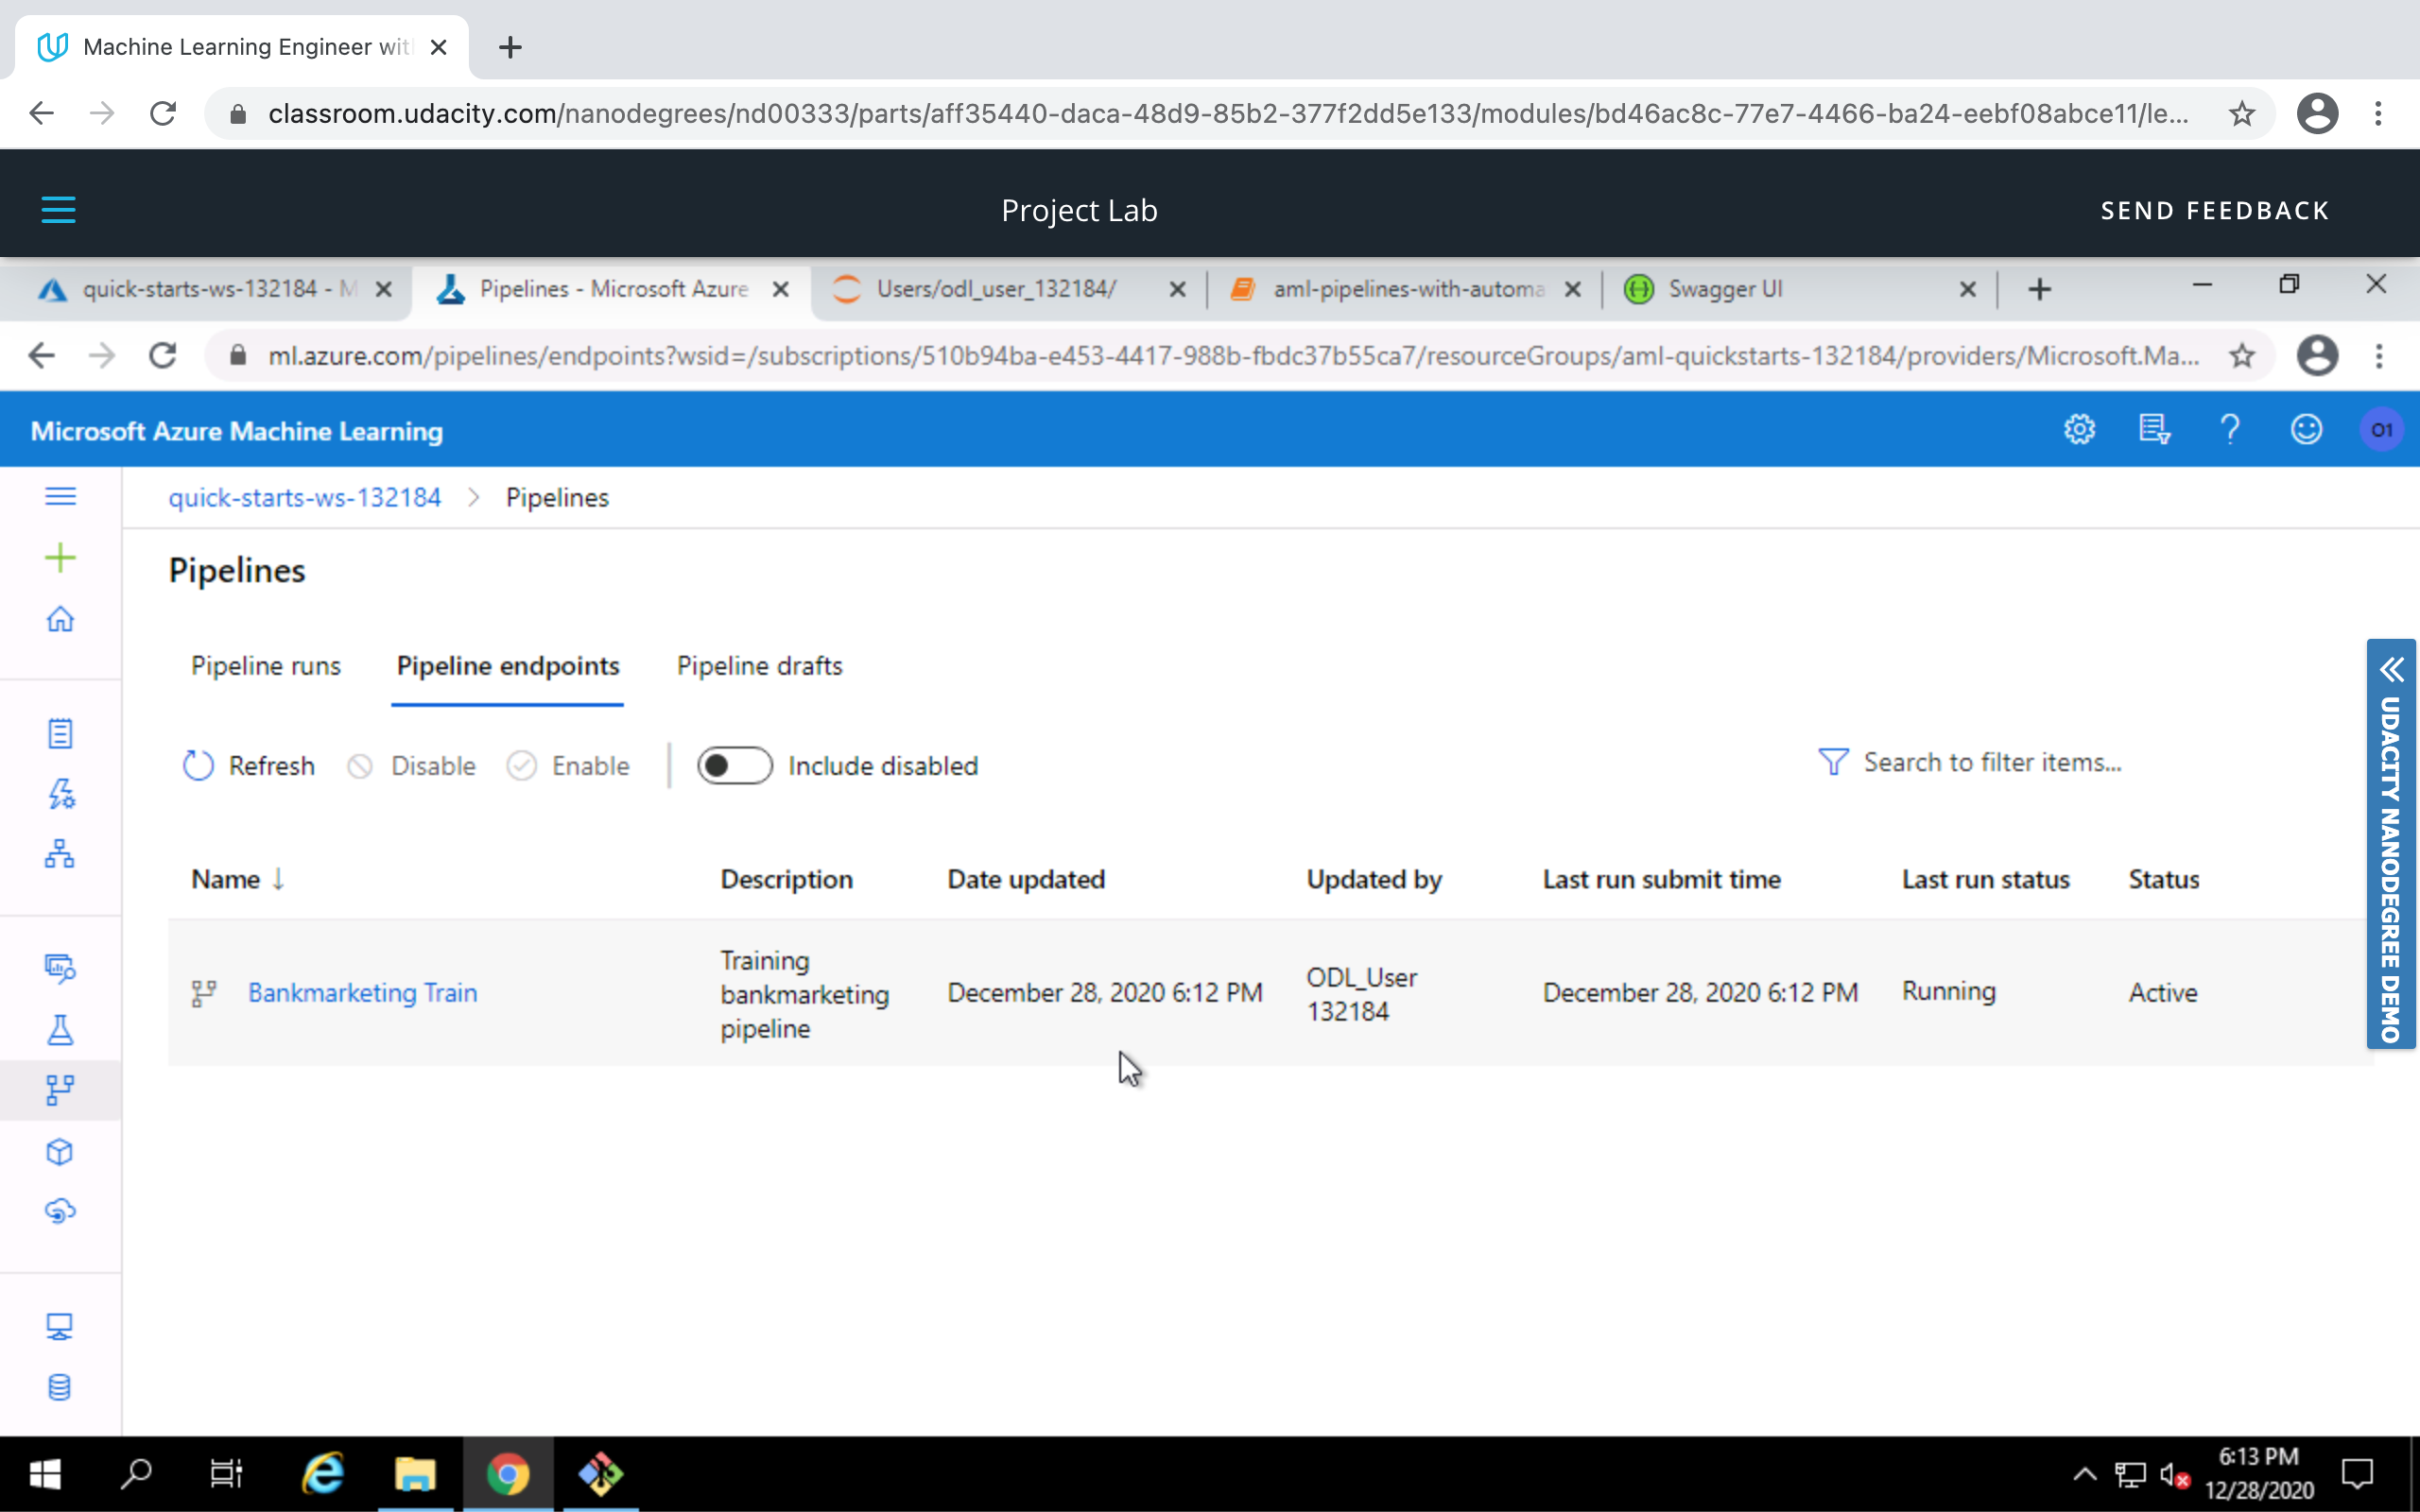 Machine Learning Engineer wit
classroom.udacity.com/nanodegrees/nd00333/parts/aff35440-daca-48d9-85b2-377f2dd5e133/modules/bd46ac8c-77e7-4466-ba24-eebf08abce11/le...
Project Lab
SEND FEEDBACK
quick-starts-ws-132184 - M
Pipelines - Microsoft Azure
Users/odl_user_132184/
aml-pipelines-with-automa
Swagger UI
ml.azure.com/pipelines/endpoints?wsid=/subscriptions/510b94ba-e453-4417-988b-fbdc37b55ca7/resourceGroups/aml-quickstarts-132184/providers/Microsoft.Ma...
Microsoft Azure Machine Learning
O1
quick-starts-ws-132184 > Pipelines
Pipelines
Pipeline runs Pipeline endpoints Pipeline drafts
Refresh Disable Enable Include disabled Search to filter items...
Name Description Date updated Updated by Last run submit time Last run status Status
Bankmarketing Train
Training
bankmarketing
pipeline
December 28, 2020 6:12 PM
ODL_User
132184
December 28, 2020 6:12 PM
Running
Active
UDACITY NANODEGREE DEMO
6:13 PM
12/28/2020